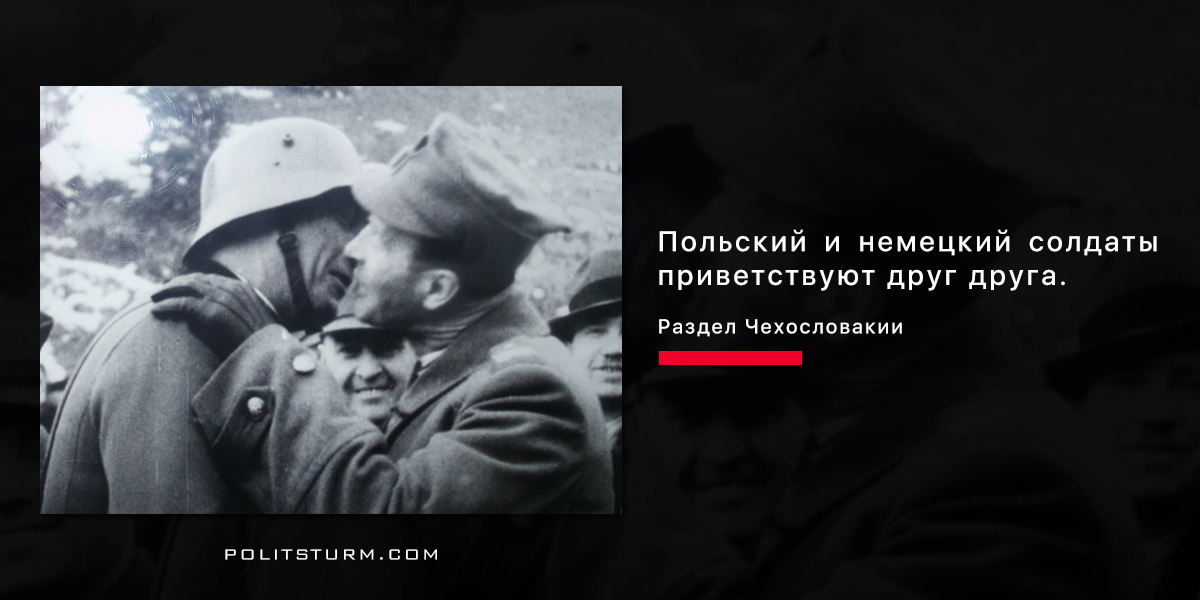 Польский и немецкий солдаты
приветствуют друг друга.
Раздел Чехословакии
POLITSTURM.COM